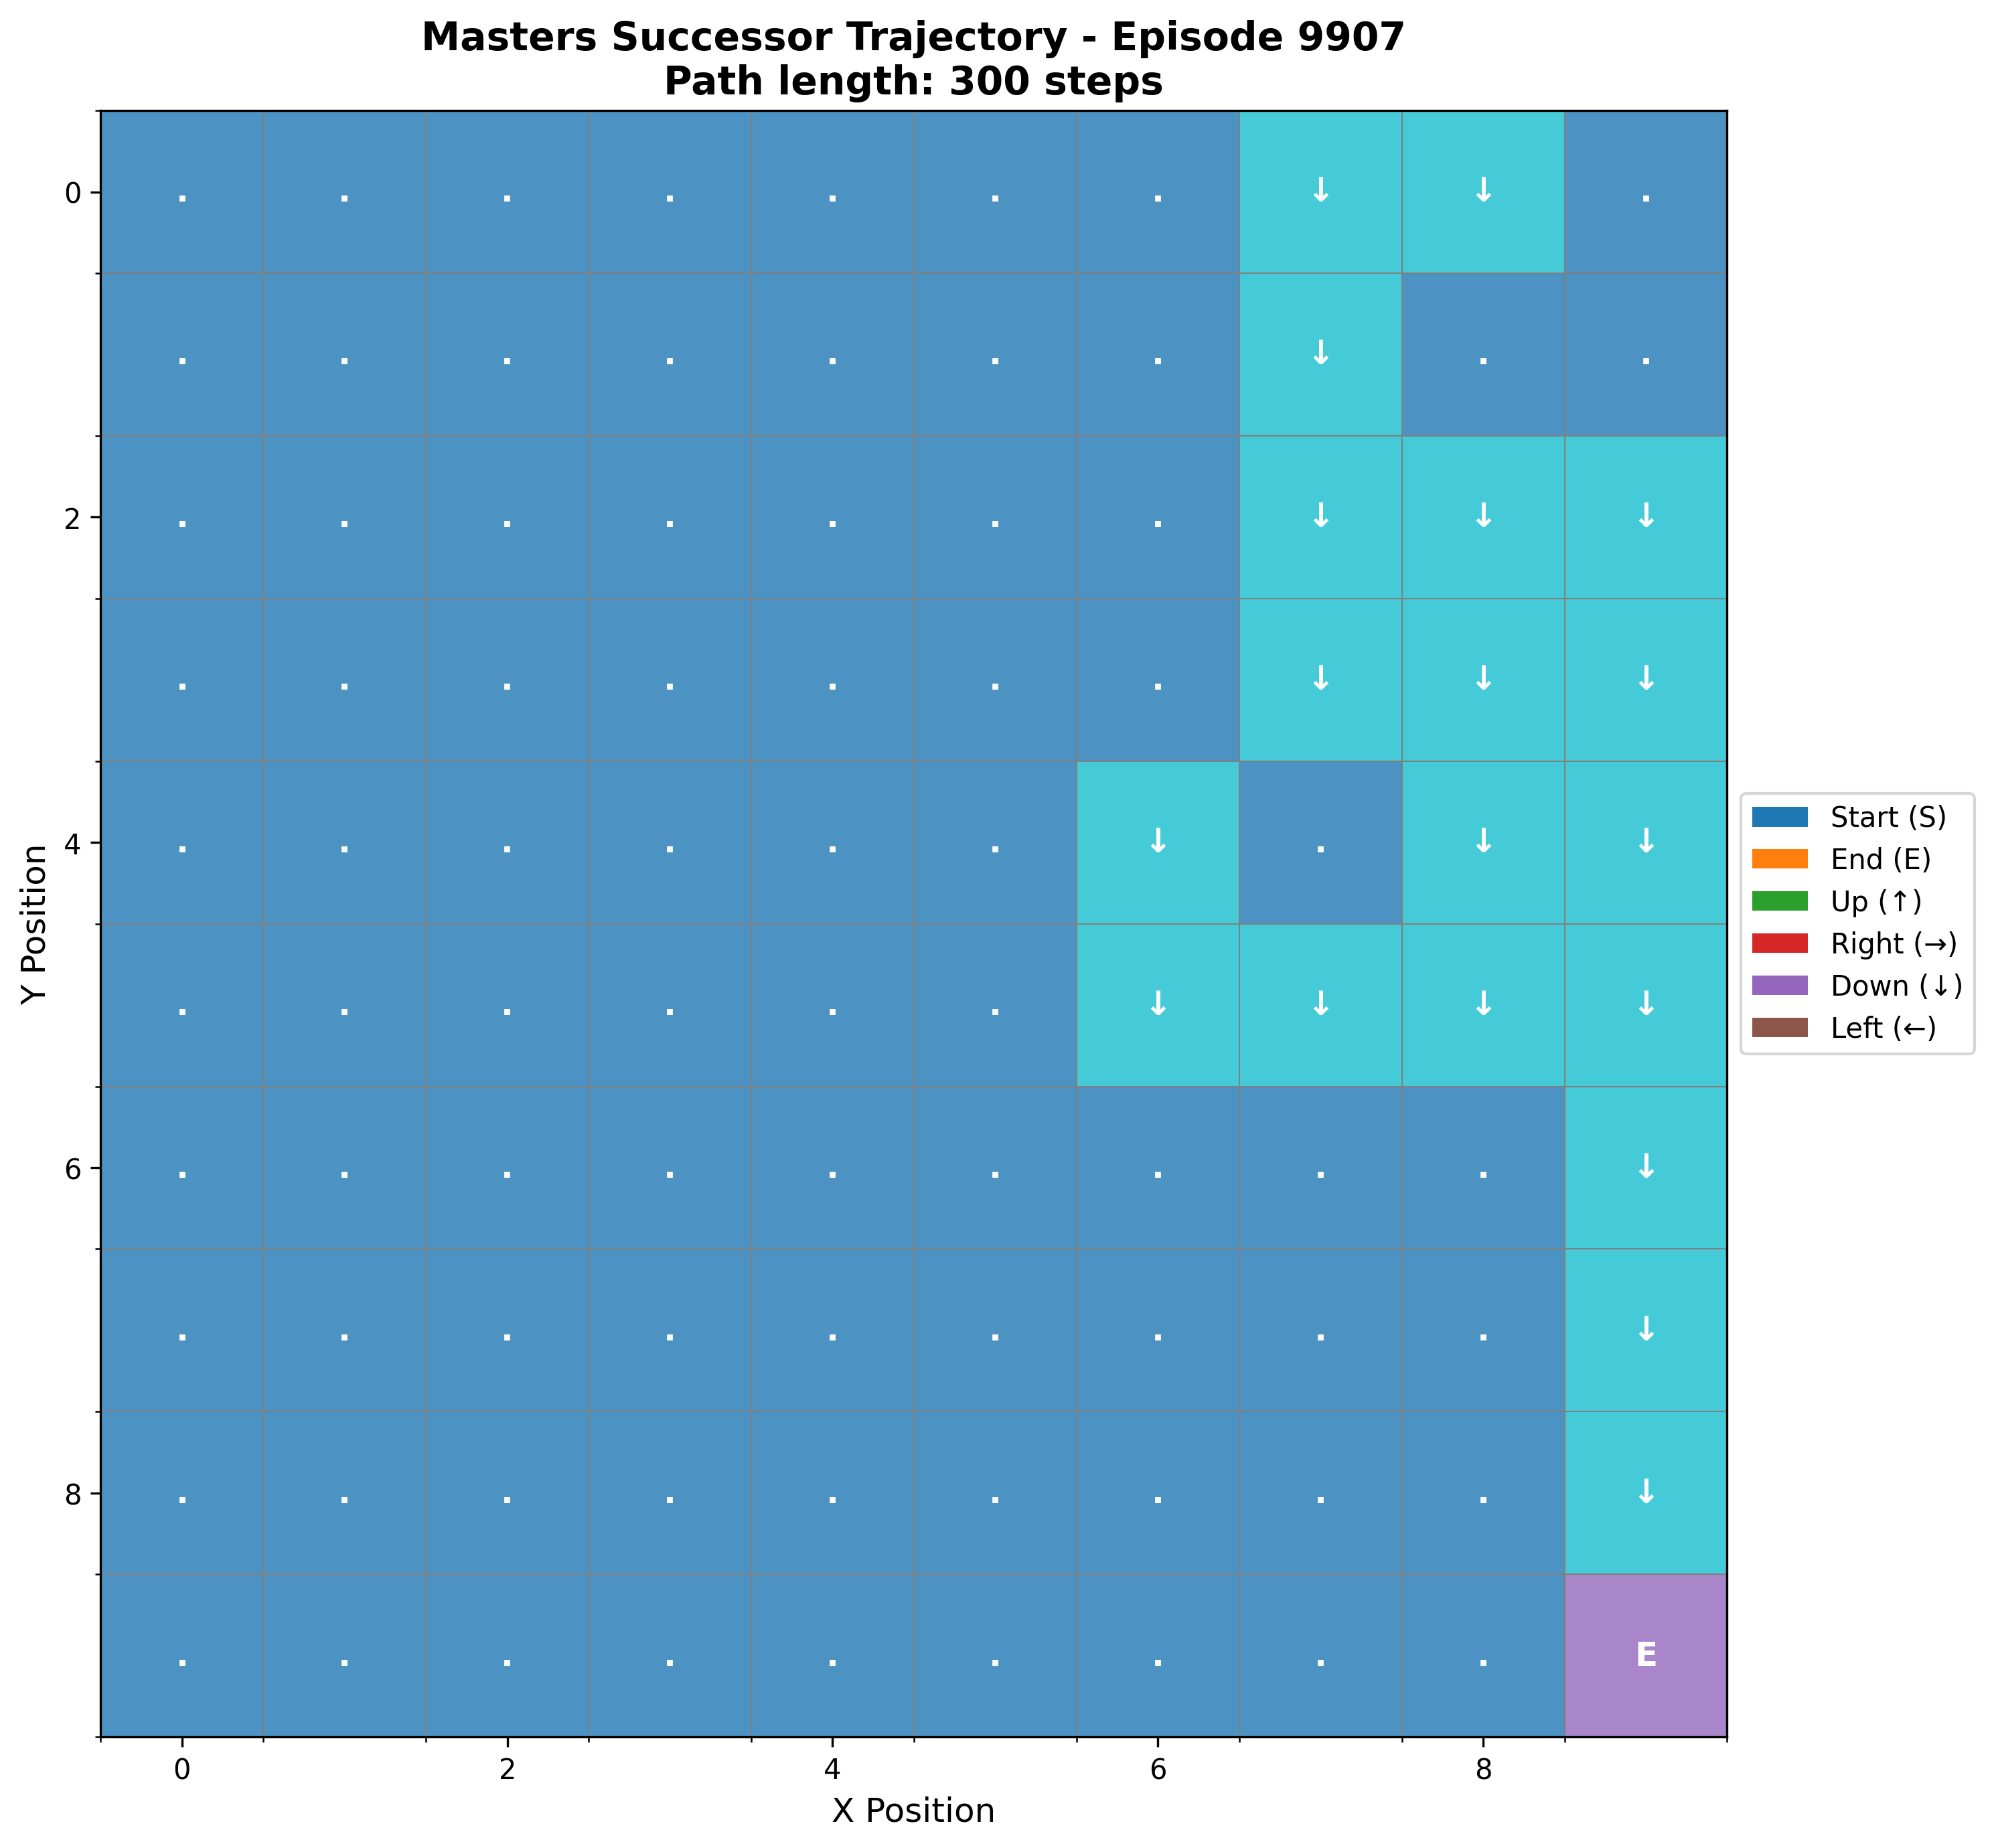 Masters Successor Trajectory - Episode 9907
Path length: 300 steps
0 . . . . . . . ↓ ↓ .
. . . . . . . ↓ . .
2 . . . . . . . ↓ ↓ ↓
. . . . . . . ↓ ↓ ↓
4 . . . . . . ↓ . ↓ ↓
. . . . . . ↓ ↓ ↓ ↓
6 . . . . . . . . . ↓
. . . . . . . . . ↓
8 . . . . . . . . . ↓
. . . . . . . . . E
0 2 4 6 8
X Position
Y Position
Start (S)
End (E)
Up (↑)
Right (→)
Down (↓)
Left (←)